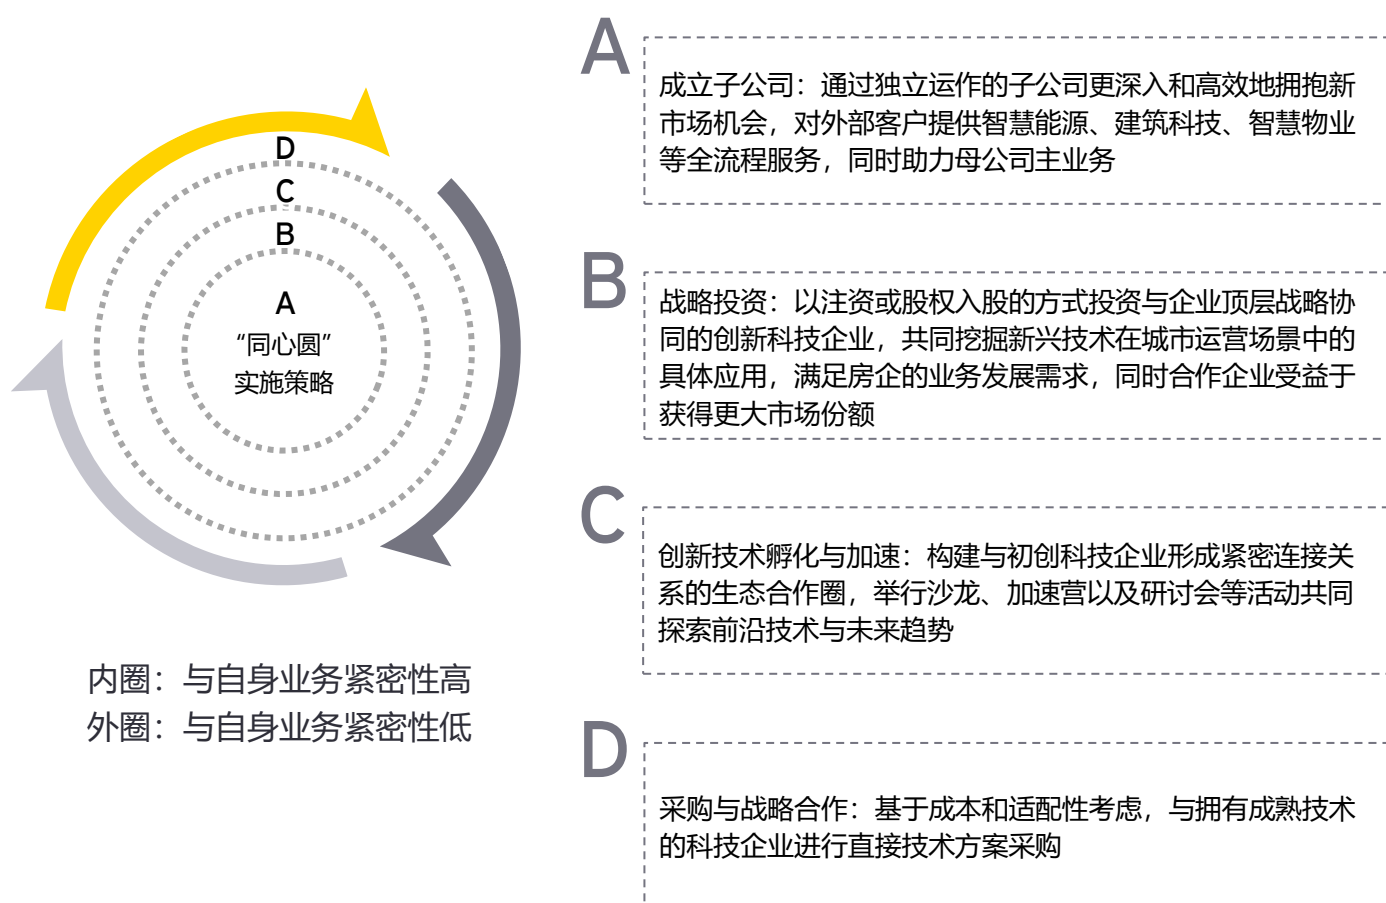 D
C
B
A
“同心圆”
实施策略
内圈：与自身业务紧密性高
外圈：与自身业务紧密性低
A
成立子公司：通过独立运作的子公司更深入和高效地拥抱新
市场机会，对外部客户提供智慧能源、建筑科技、智慧物业
等全流程服务，同时助力母公司主业务
B
战略投资：以注资或股权入股的方式投资与企业顶层战略协
同的创新科技企业，共同挖掘新兴技术在城市运营场景中的
具体应用，满足房企的业务发展需求，同时合作企业受益于
获得更大市场份额
C
创新技术孵化与加速：构建与初创科技企业形成紧密连接关
系的生态合作圈，举行沙龙、加速营以及研讨会等活动共同
探索前沿技术与未来趋势
D
采购与战略合作：基于成本和适配性考虑，与拥有成熟技术
的科技企业进行直接技术方案采购